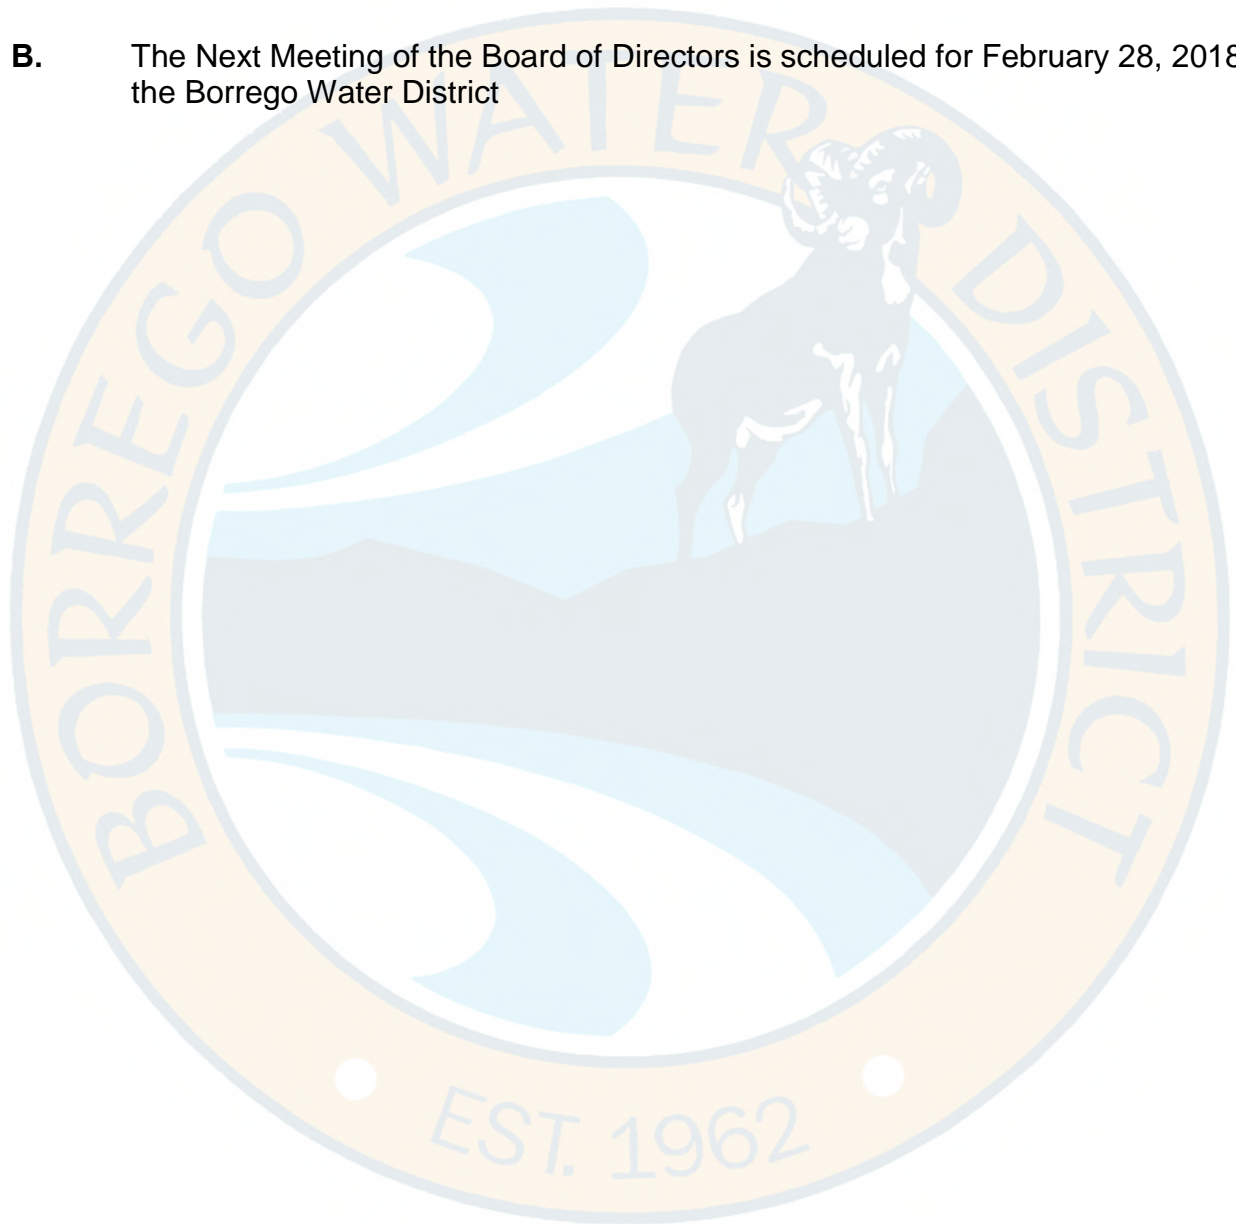 B. The Next Meeting of the Board of Directors is scheduled for February 28, 2018
the Borrego Water District
BORREGO WATER DISTRICT
EST. 1962